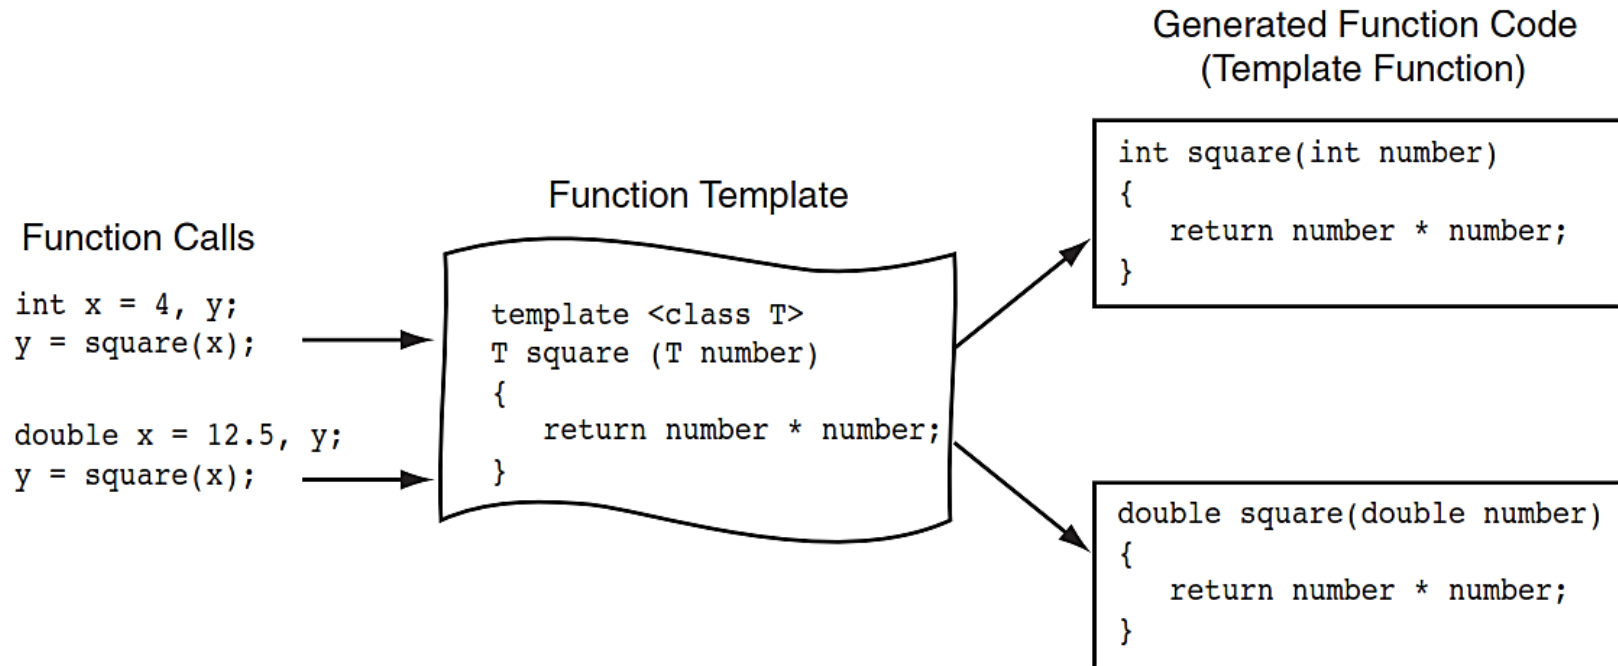 Function Calls
int x = 4, y;
y = square(x);
double x = 12.5, y;
y = square(x);
Function Template
template <class T>
T square (T number)
{
   return number * number;
}
Generated Function Code
(Template Function)
int square(int number)
{
   return number * number;
}
double square(double number)
{
   return number * number;
}